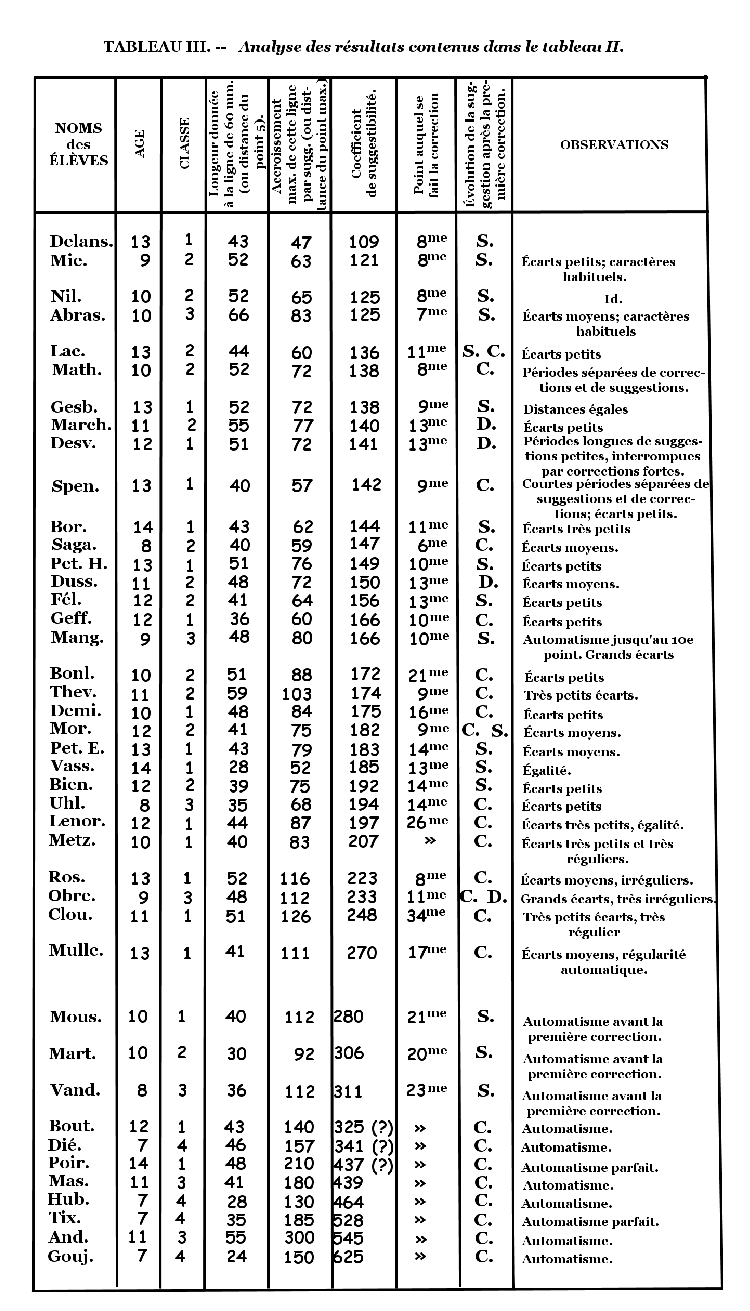 TABLEAU III. -- Analyse des résultats contenus dans le tableau II.
NOMS des ÉLÈVES
AGE
CLASSE
Longeur donnée à la ligne de 60 mm. (ou distance du point 5).
Accroissement max. de cette ligne par sugg. (ou distance du point max.)
Coefficient de suggestibilité.
Point auquel se fait la correction
Évolution de la suggestion après la première correction.
OBSERVATIONS
Delans. 13 1 43 47 109 8me S.
Mic. 9 2 52 63 121 8me S. Écarts petits; caractères
habituels.
Nil. 10 2 52 65 125 8me S. Id.
Abras. 10 3 66 83 125 7me S. Écarts moyens; caractères
habituels
Lac. 13 2 44 60 136 11me S. C. Écarts petits
Math. 10 2 52 72 138 8me C. Périodes séparées de correc-
tions et de suggestions.
Gesb. 13 1 52 72 138 9me S. Distances égales
March. 11 2 55 77 140 13me D. Écarts petits
Desv. 12 1 51 72 141 13me D. Périodes longues de sugges-
tions petites, interrompues
par corrections fortes.
Spen. 13 1 40 57 142 9me C. Courtes périodes séparées de
suggestions et de correc-
tions; écarts petits.
Bor. 14 1 43 62 144 11me S. Écarts très petits
Saga. 8 2 40 59 147 6me C. Écarts moyens.
Pet. H. 13 1 51 76 149 10me S. Écarts petits
Duss. 11 2 48 72 150 13me D. Écarts moyens.
Fél. 12 2 41 64 156 13me S. Écarts petits
Geff. 12 1 36 60 166 10me C. Écarts petits
Mang. 9 3 48 80 166 10me S. Automatisme jusqu'au 10e
point. Grands écarts
Bonl. 10 2 51 88 172 21me C. Écarts petits
Thev. 11 2 59 103 174 9me C. Très petits écarts.
Demi. 10 1 48 84 175 16me C. Écarts petits
Mor. 12 2 41 75 182 9me C. S. Écarts moyens.
Pet. E. 13 1 43 79 183 14me S. Écarts moyens.
Vass. 14 1 28 52 185 13me S. Égalité.
Bien. 12 2 39 75 192 14me S. Écarts petits
Uhl. 8 3 35 68 194 14me C. Écarts petits
Lenor. 12 1 44 87 197 26me C. Écarts très petits, égalité.
Metz. 10 1 40 83 207 » C. Écarts très petits et très
réguliers.
Ros. 13 1 52 116 223 8me C. Écarts moyens, irréguliers.
Obre. 9 3 48 112 233 11me C. D. Grands écarts, très irréguliers.
Clou. 11 1 51 126 248 34me C. Très petits écarts, très
régulier
Mulle. 13 1 41 111 270 17me C. Écarts moyens, régularité
automatique.
Mous. 10 1 40 112 280 21me S. Automatisme avant la
première correction.
Mart. 10 2 30 92 306 20me S. Automatisme avant la
première correction.
Vand. 8 3 36 112 311 23me S. Automatisme avant la
première correction.
Bout. 12 1 43 140 325 (?) » C. Automatisme.
Dié. 7 4 46 157 341 (?) » C. Automatisme.
Poir. 14 1 48 210 437 (?) » C. Automatisme parfait.
Mas. 11 3 41 180 439 » C. Automatisme.
Hub. 7 4 28 130 464 » C. Automatisme.
Tix. 7 4 35 185 528 » C. Automatisme parfait.
And. 11 3 55 300 545 » C. Automatisme.
Gouj. 7 4 24 150 625 » C. Automatisme.